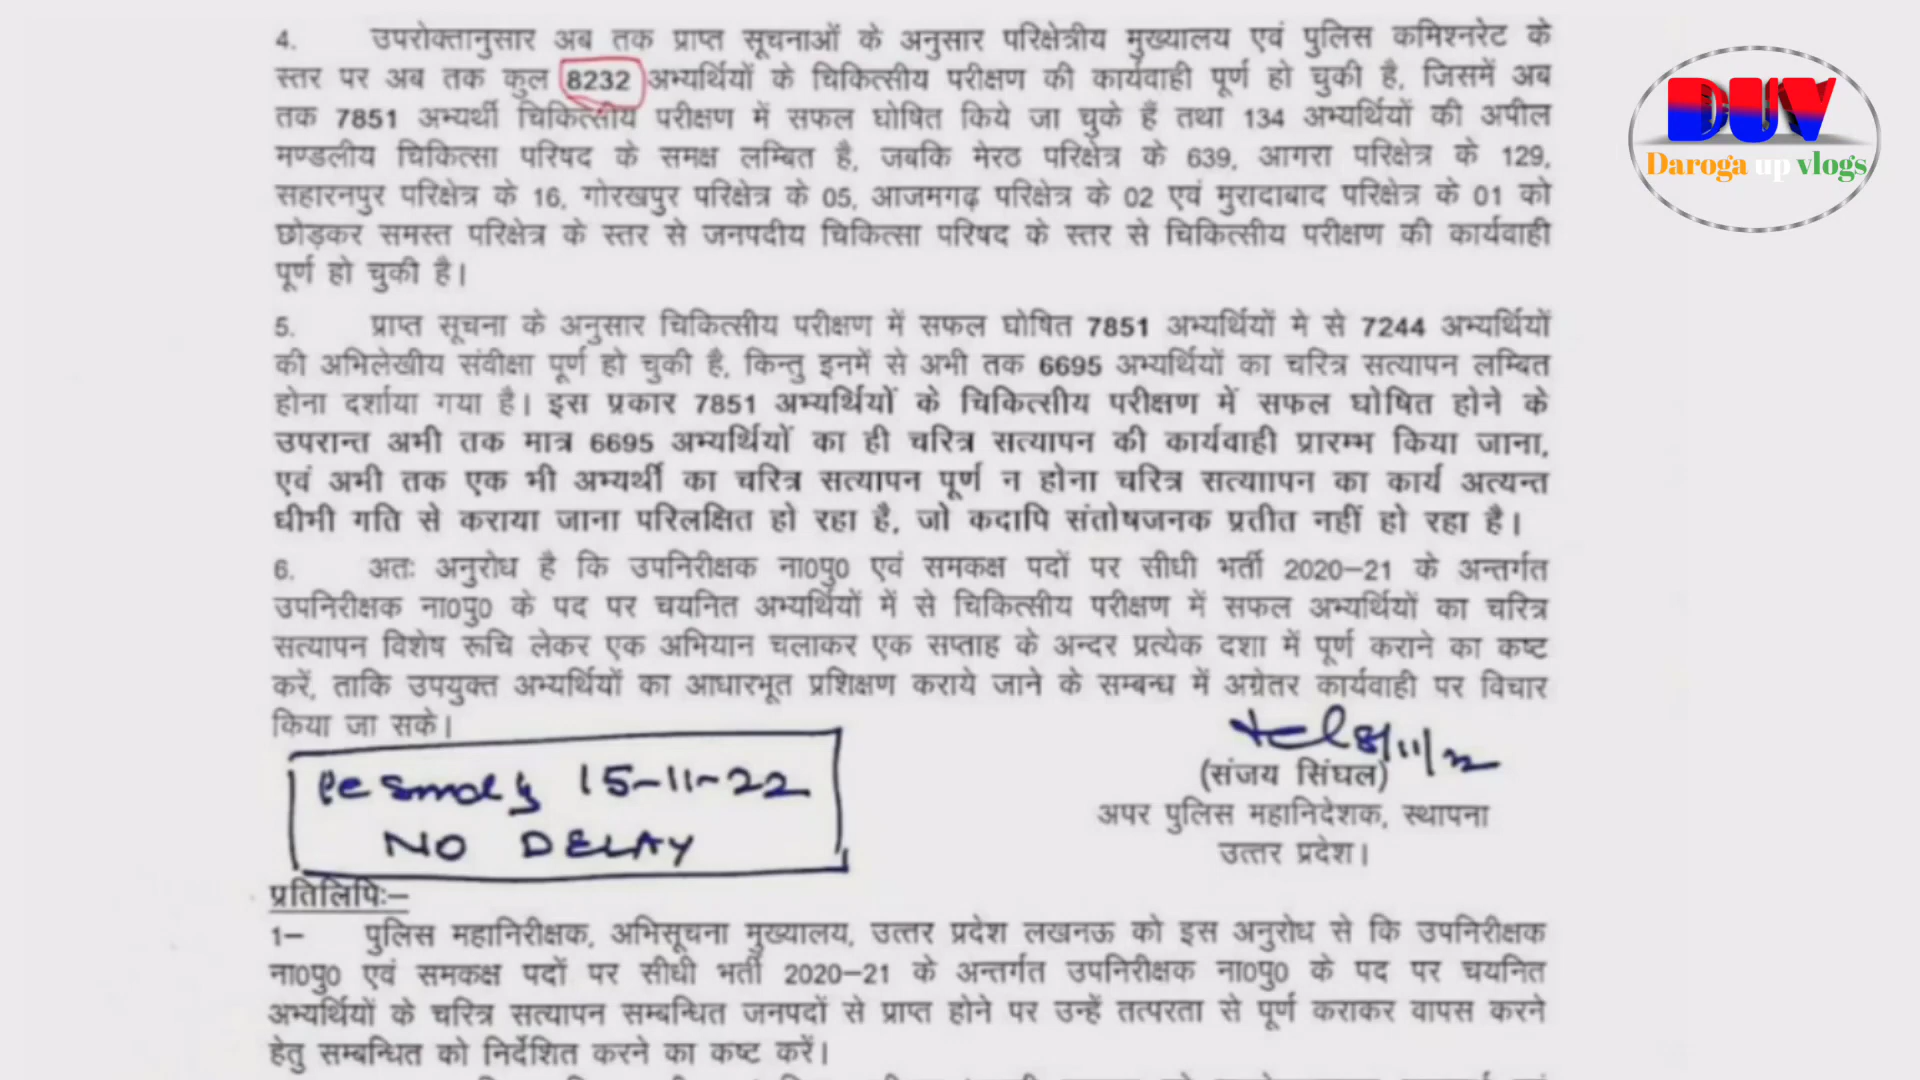 4. उपरोक्तानुसार अब तक प्राप्त सूचनाओं के अनुसार परिक्षेत्रीय मुख्यालय एवं पुलिस कमिश्नरेट के
स्तर पर अब तक कुल 8232 अभ्यर्थियों के चिकित्सीय परीक्षण की कार्यवाही पूर्ण हो चुकी है, जिसमें अब
तक 7851 अभ्यर्थी चिकित्सीय परीक्षण में सफल घोषित किये जा चुके हैं तथा 134 अभ्यर्थियों की अपील
मण्डलीय चिकित्सा परिषद के समक्ष लम्बित है, जबकि मेरठ परिक्षेत्र के 639, आगरा परिक्षेत्र के 129,
सहारनपुर परिक्षेत्र के 16, गोरखपुर परिक्षेत्र के 05, आजमगढ़ परिक्षेत्र के 02 एवं मुरादाबाद परिक्षेत्र के 01 को
छोड़कर समस्त परिक्षेत्र के स्तर से जनपदीय चिकित्सा परिषद के स्तर से चिकित्सीय परीक्षण की कार्यवाही
पूर्ण हो चुकी है।
DUV
Daroga up vlogs
5. प्राप्त सूचना के अनुसार चिकित्सीय परीक्षण में सफल घोषित 7851 अभ्यर्थियों मे से 7244 अभ्यर्थियों
की अभिलेखीय संवीक्षा पूर्ण हो चुकी है, किन्तु इनमें से अभी तक 6695 अभ्यर्थियों का चरित्र सत्यापन लम्बित
होना दर्शाया गया है। इस प्रकार 7851 अभ्यर्थियों के चिकित्सीय परीक्षण में सफल घोषित होने के
उपरान्त अभी तक मात्र 6695 अभ्यर्थियों का ही चरित्र सत्यापन की कार्यवाही प्रारम्भ किया जाना,
एवं अभी तक एक भी अभ्यर्थी का चरित्र सत्यापन पूर्ण न होना चरित्र सत्याापन का कार्य अत्यन्त
धीभी गति से कराया जाना परिलक्षित हो रहा है, जो कदापि संतोषजनक प्रतीत नहीं हो रहा है।
6. अतः अनुरोध है कि उपनिरीक्षक ना0पु0 एवं समकक्ष पदों पर सीधी भर्ती 2020-21 के अन्तर्गत
उपनिरीक्षक ना0पु0 के पद पर चयनित अभ्यर्थियों में से चिकित्सीय परीक्षण में सफल अभ्यर्थियों का चरित्र
सत्यापन विशेष रूचि लेकर एक अभियान चलाकर एक सप्ताह के अन्दर प्रत्येक दशा में पूर्ण कराने का कष्ट
करें, ताकि उपयुक्त अभ्यर्थियों का आधारभूत प्रशिक्षण कराये जाने के सम्बन्ध में अग्रेतर कार्यवाही पर विचार
किया जा सके।
8/11/22
15-11-22
NO DELAY
(संजय सिंघल)
अपर पुलिस महानिदेशक, स्थापना
उत्तर प्रदेश।
प्रतिलिपिः-
1- पुलिस महानिरीक्षक, अभिसूचना मुख्यालय, उत्तर प्रदेश लखनऊ को इस अनुरोध से कि उपनिरीक्षक
ना0पु0 एवं समकक्ष पदों पर सीधी भर्ती 2020-21 के अन्तर्गत उपनिरीक्षक ना0पु0 के पद पर चयनित
अभ्यर्थियों के चरित्र सत्यापन सम्बन्धित जनपदों से प्राप्त होने पर उन्हें तत्परता से पूर्ण कराकर वापस करने
हेतु सम्बन्धित को निर्देशित करने का कष्ट करें।